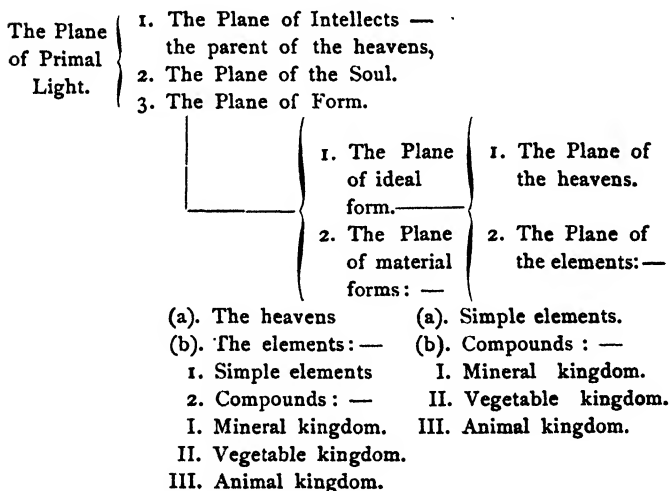 The Plane
of Primal
Light.
1. The Plane of Intellects —
the parent of the heavens,
2. The Plane of the Soul.
3. The Plane of Form.
1. The Plane
of ideal
form.
2. The Plane
of material
forms: —
1. The Plane of
the heavens.
2. The Plane of
the elements: —
(a). The heavens
(b). The elements: —
1. Simple elements
2. Compounds: —
I. Mineral kingdom.
II. Vegetable kingdom.
III. Animal kingdom.
(a). Simple elements.
(b). Compounds : —
I. Mineral kingdom.
II. Vegetable kingdom.
III. Animal kingdom.